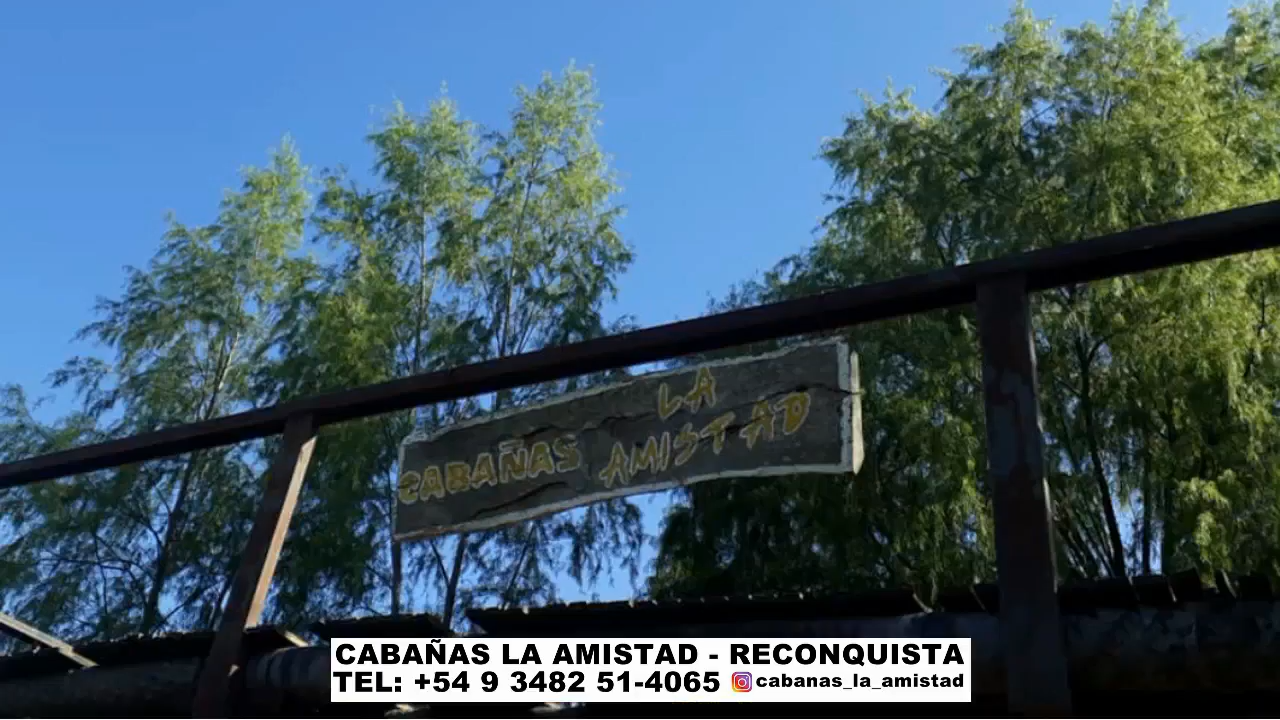 LA
CABAÑAS AMISTAD
CABAÑAS LA AMISTAD - RECONQUISTA
TEL: +54 9 3482 51-4065 cabanas_la_amistad